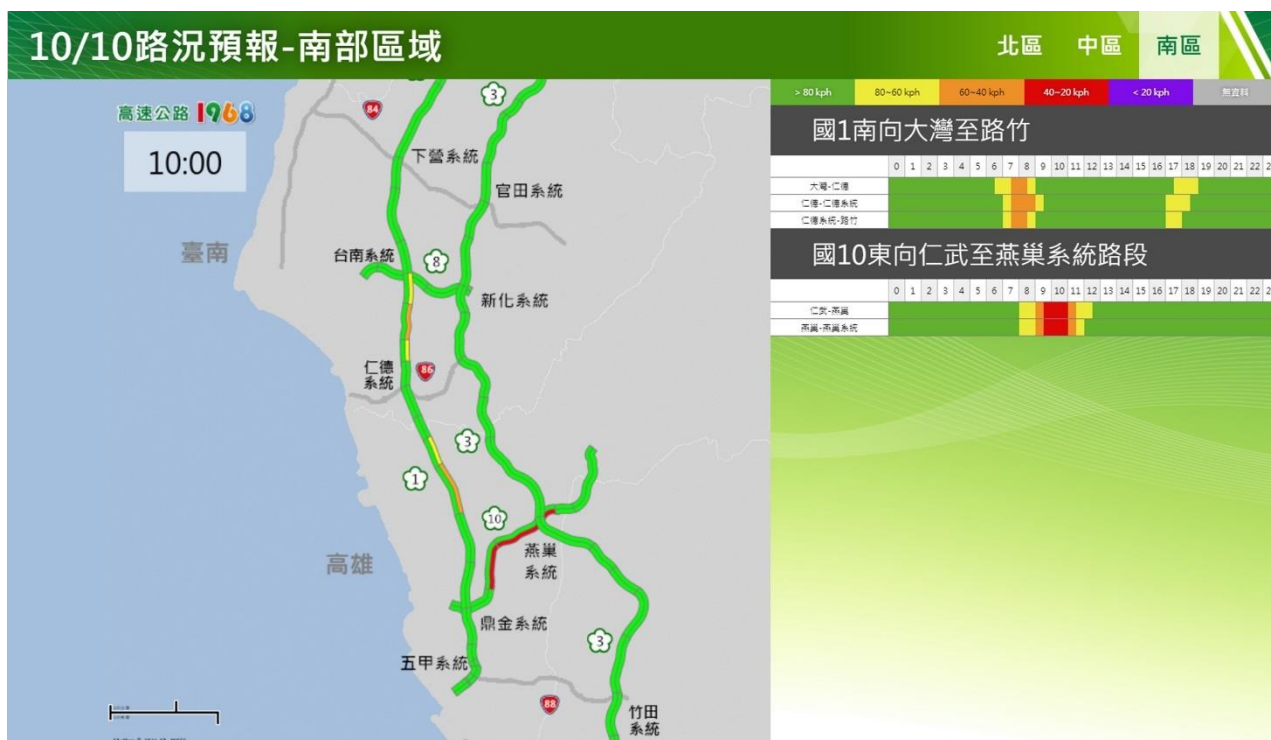 10/10路況預報-南部區域
北區 中區 南區
高速公路1968
10:00
84
3
下營系統
官田系統
臺南
台南系統
8
新化系統
仁德
系統
86
3
1
10
燕巢
系統
高雄
鼎金系統
3
五甲系統
88
竹田
系統
> 80 kph 80~60 kph 60~40 kph 40~20 kph < 20 kph 無資料
國1南向大灣至路竹
0 1 2 3 4 5 6 7 8 9 10 11 12 13 14 15 16 17 18 19 20 21 22 2
大灣-仁德
仁德-仁德系統
仁德系統-路竹
國10東向仁武至燕巢系統路段
0 1 2 3 4 5 6 7 8 9 10 11 12 13 14 15 16 17 18 19 20 21 22 2
仁武-燕巢
燕巢-燕巢系統